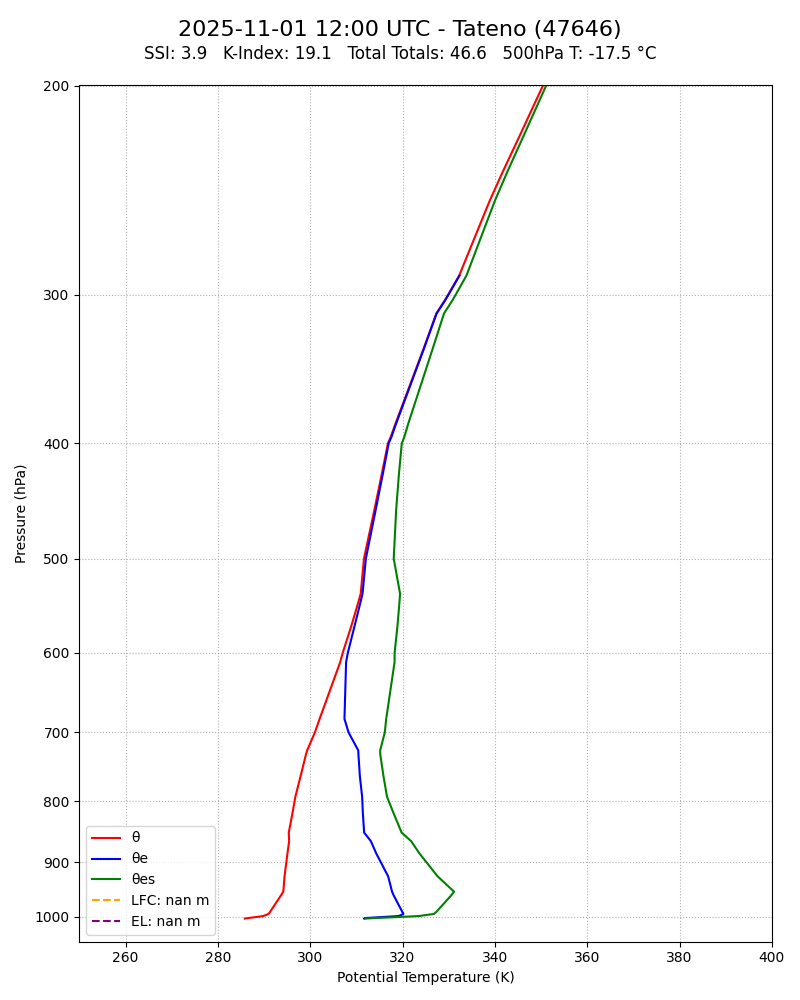 2025-11-01 12:00 UTC - Tateno (47646)
SSI: 3.9   K-Index: 19.1   Total Totals: 46.6   500hPa T: -17.5 °C
200
300
400
500
600
700
800
900
1000
Pressure (hPa)
θ
θe
θes
LFC: nan m
EL: nan m
260 280 300 320 340 360 380 400
Potential Temperature (K)